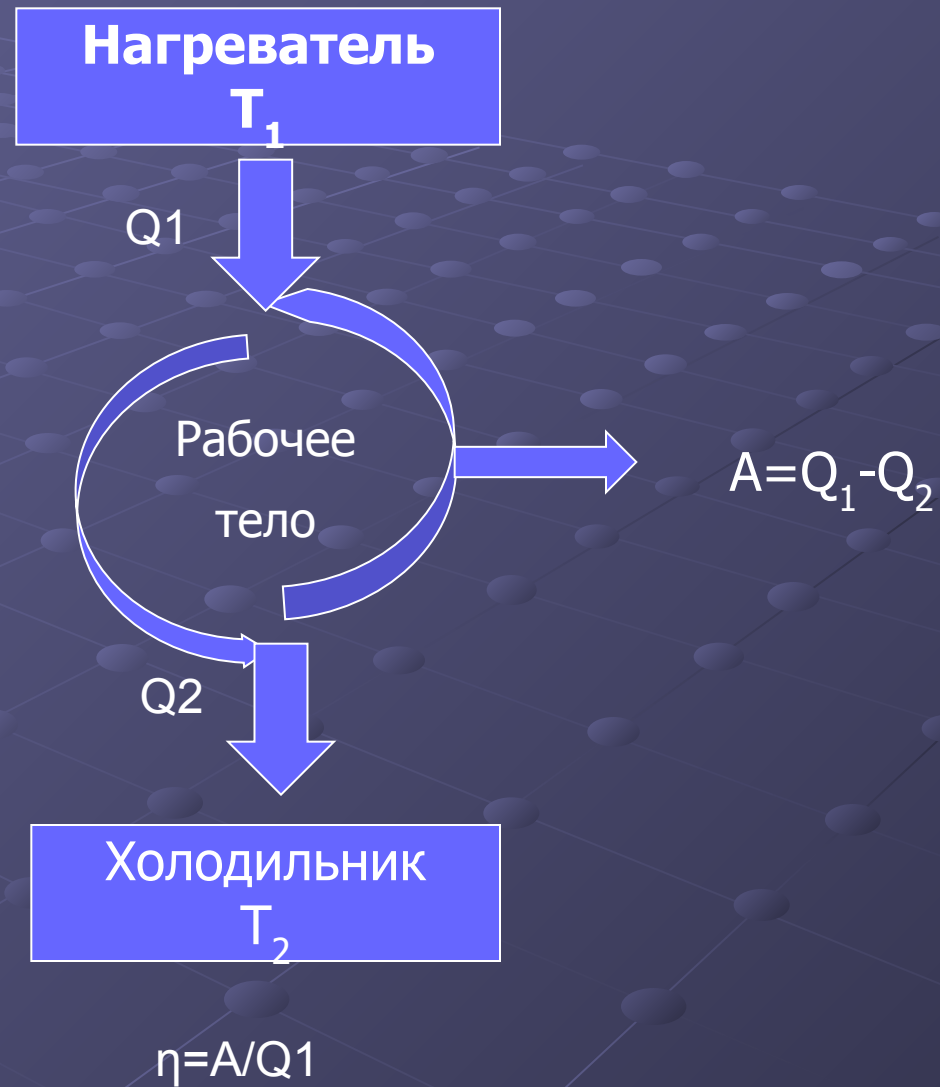 Нагреватель
T₁
Q1
Рабочее
тело
A=Q₁-Q₂
Q2
Холодильник
T₂
η=A/Q1